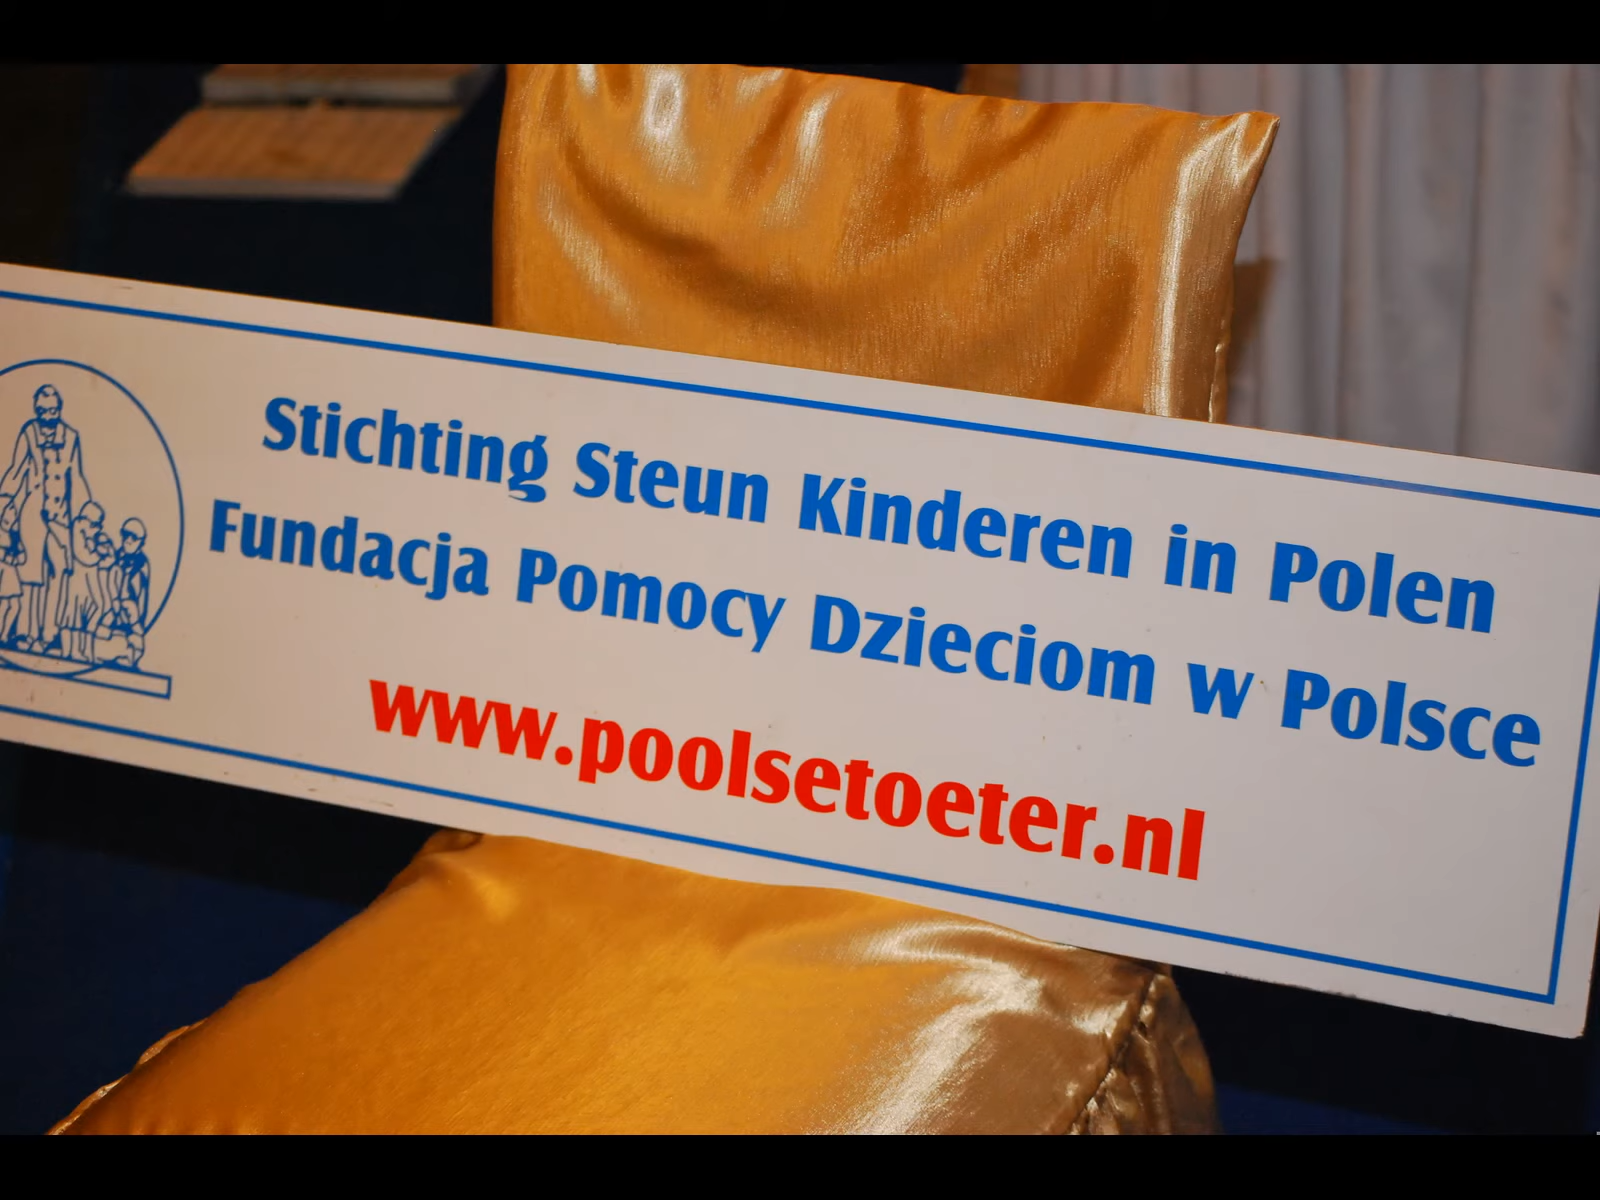 Stichting Steun Kinderen in Polen
Fundacja Pomocy Dzieciom w Polsce
www.poolsetoeter.nl